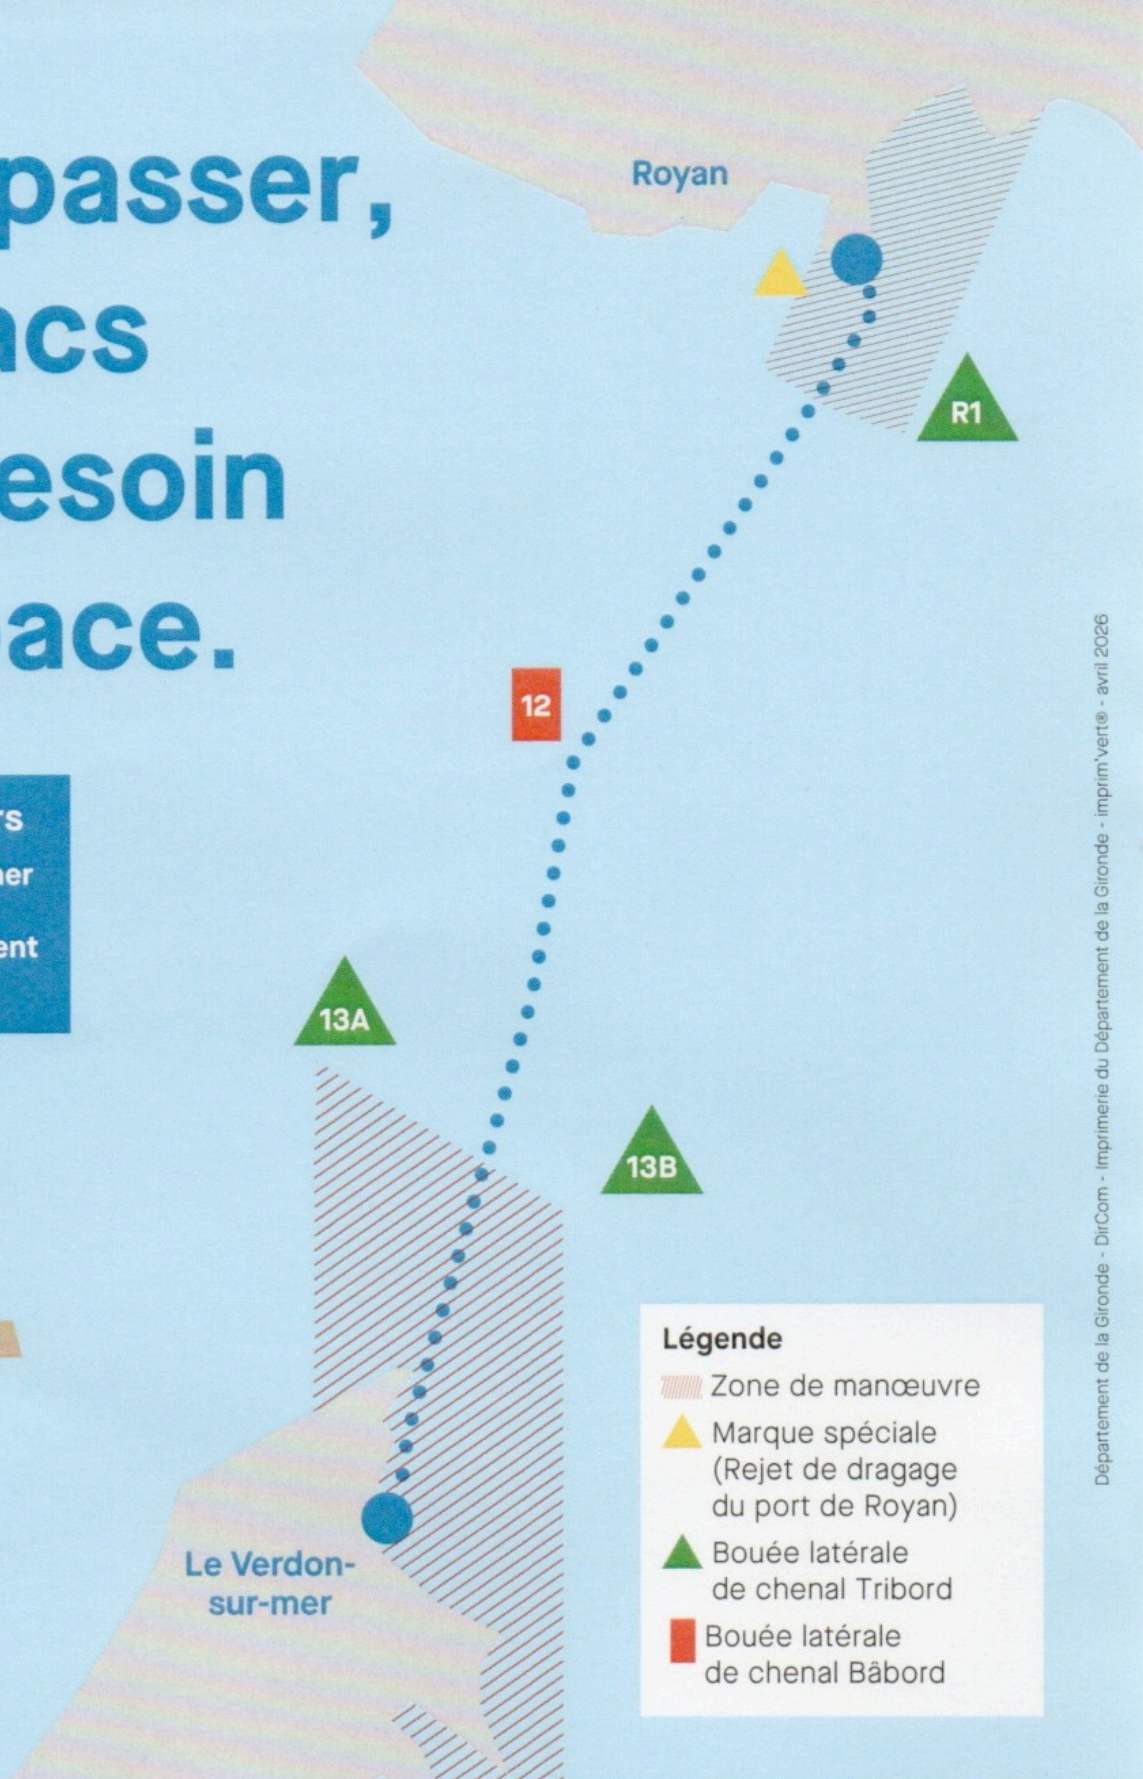 passer,
acs
esoin
ace.
rs
er
ent
Royan
R1
12
13A
13B
Le Verdon-
sur-mer
Légende
Zone de manœuvre
Marque spéciale
(Rejet de dragage
du port de Royan)
Bouée latérale
de chenal Tribord
Bouée latérale
de chenal Bâbord
Département de la Gironde - DirCom - Imprimerie du Département de la Gironde - imprim'vert® - avril 2026